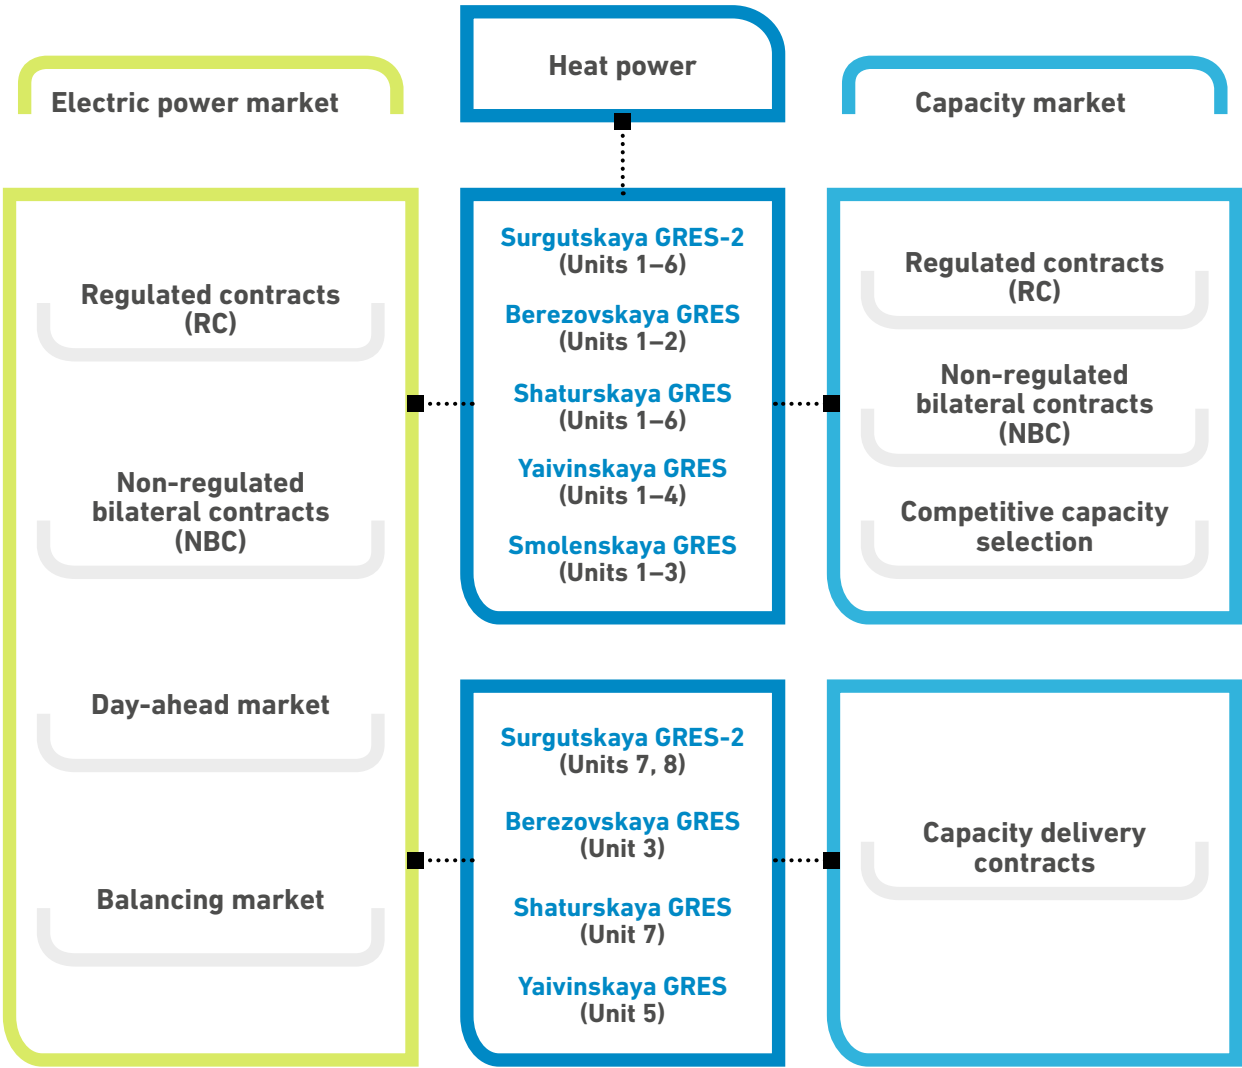 Electric power market
Regulated contracts
(RC)
Non-regulated
bilateral contracts
(NBC)
Day-ahead market
Balancing market
Heat power
Surgutskaya GRES-2
(Units 1–6)
Berezovskaya GRES
(Units 1–2)
Shaturskaya GRES
(Units 1–6)
Yaivinskaya GRES
(Units 1–4)
Smolenskaya GRES
(Units 1–3)
Surgutskaya GRES-2
(Units 7, 8)
Berezovskaya GRES
(Unit 3)
Shaturskaya GRES
(Unit 7)
Yaivinskaya GRES
(Unit 5)
Capacity market
Regulated contracts
(RC)
Non-regulated
bilateral contracts
(NBC)
Competitive capacity
selection
Capacity delivery
contracts